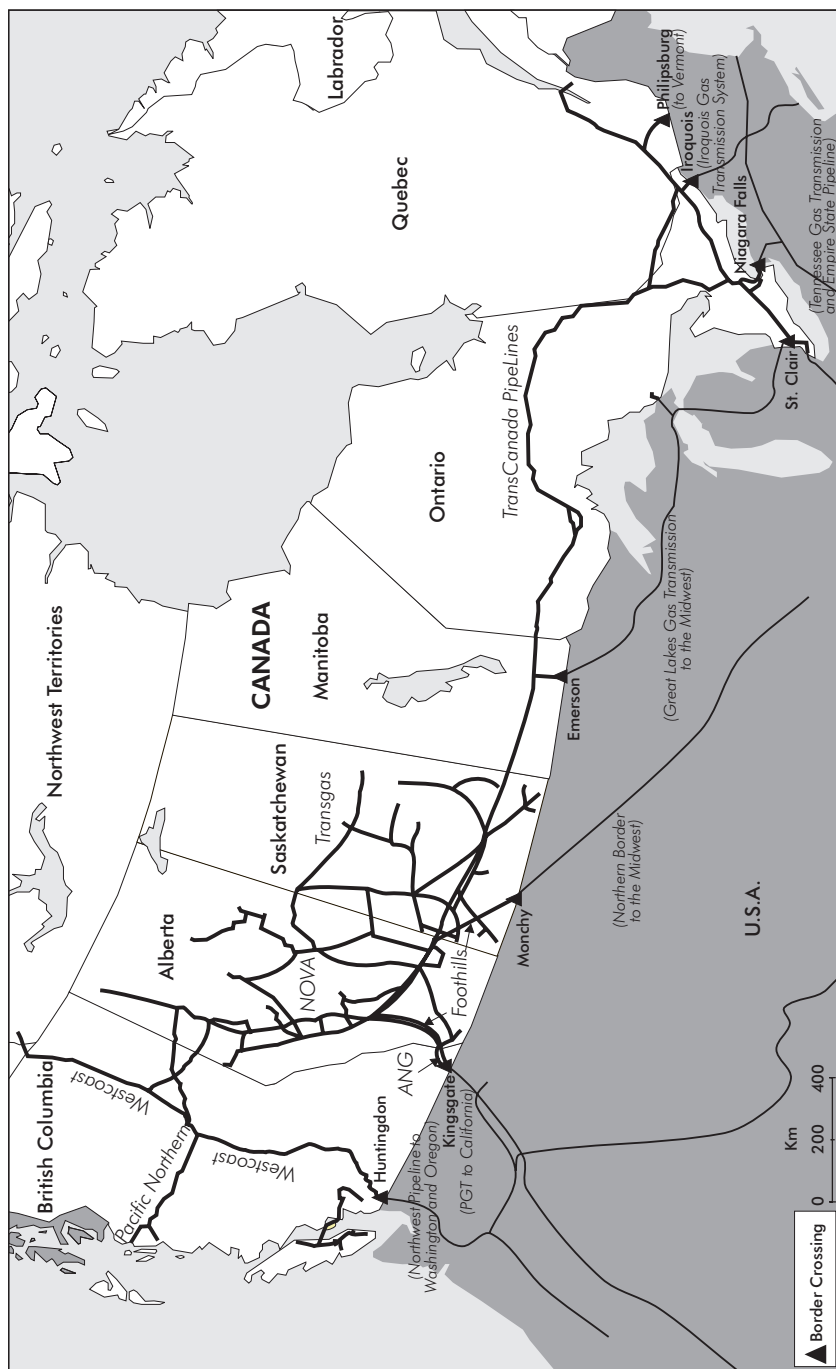 Northwest Territories
British Columbia
Alberta
Saskatchewan
CANADA
Manitoba
Ontario
Quebec
Labrador
Westcoast
Pacific Northern
Westcoast
NOVA
Transgas
TransCanada PipeLines
ANG
Foothills
Huntingdon
(Northwest Pipeline to
Washington and Oregon)
Kingsgate
(PGT to California)
Monchy
(Northern Border
to the Midwest)
Emerson
(Great Lakes Gas Transmission
to the Midwest)
St. Clair
Niagara Falls
(Tennessee Gas Transmission
and Empire State Pipeline)
Iroquois
(Iroquois Gas
Transmission System)
Philipsburg
(to Vermont)
U.S.A.
Km
0 200 400
Border Crossing